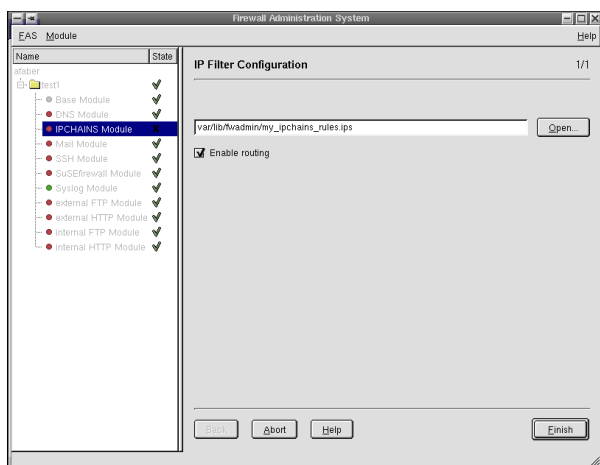 Firewall Administration System
FAS Module Help
Name State
afaber
test1
Base Module
DNS Module
IPCHAINS Module
Mail Module
SSH Module
SuSEfirewall Module
Syslog Module
external FTP Module
external HTTP Module
internal FTP Module
internal HTTP Module
IP Filter Configuration 1/1
var/lib/fwadmin/my_ipchains_rules.ips Open...
Enable routing
Back Abort Help Finish